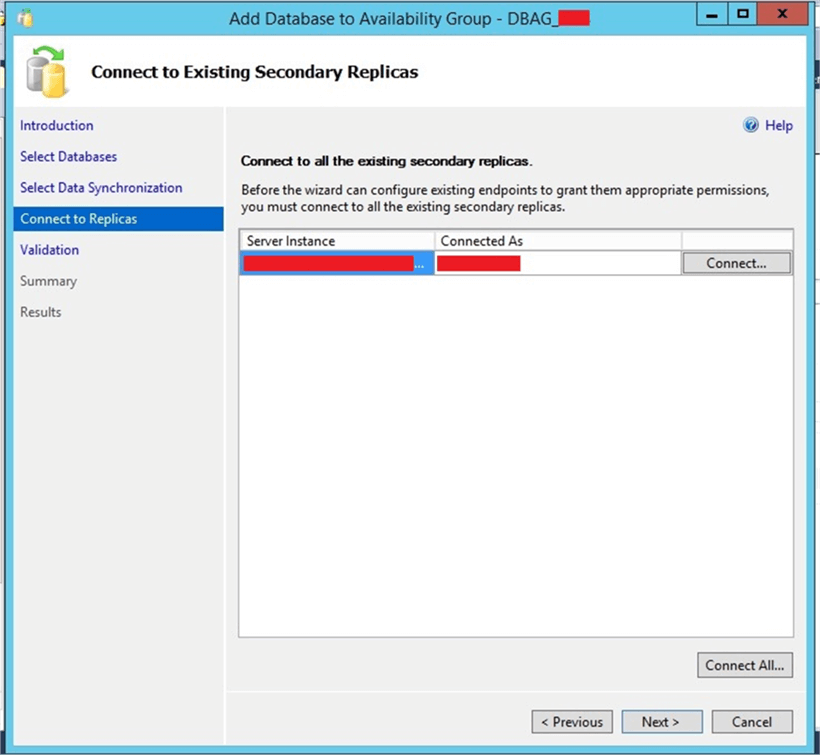 Add Database to Availability Group - DBAG_
Connect to Existing Secondary Replicas
Introduction
Select Databases
Select Data Synchronization
Connect to Replicas
Validation
Summary
Results
Help
Connect to all the existing secondary replicas.
Before the wizard can configure existing endpoints to grant them appropriate permissions,
you must connect to all the existing secondary replicas.
Server Instance Connected As
... Connect...
Connect All...
< Previous Next > Cancel